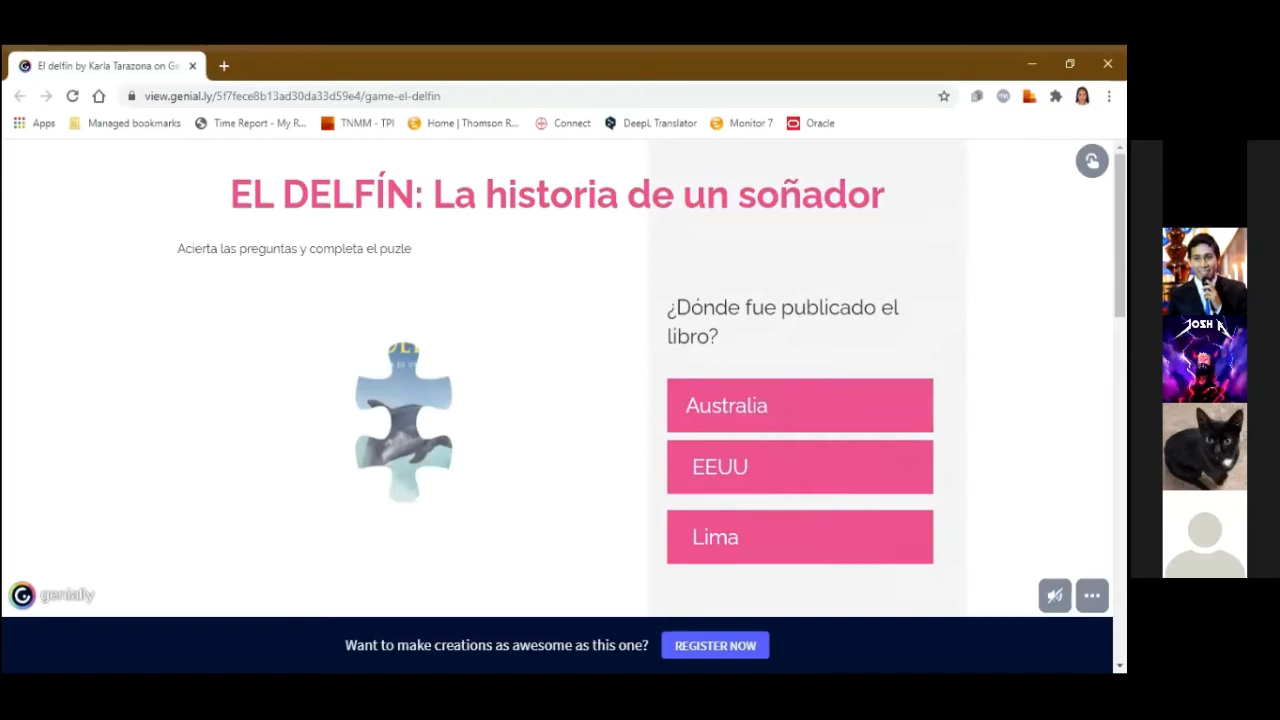 El delfín by Karla Tarazona on Ge
view.genial.ly/5f7fece8b13ad30da33d59e4/game-el-delfin
Apps Managed bookmarks Time Report - My R... TNMM - TPI Home | Thomson R... Connect DeepL Translator Monitor 7 Oracle
EL DELFÍN: La historia de un soñador
Acierta las preguntas y completa el puzle
¿Dónde fue publicado el
libro?
Australia
EEUU
Lima
genially
Want to make creations as awesome as this one? REGISTER NOW
JOSH A